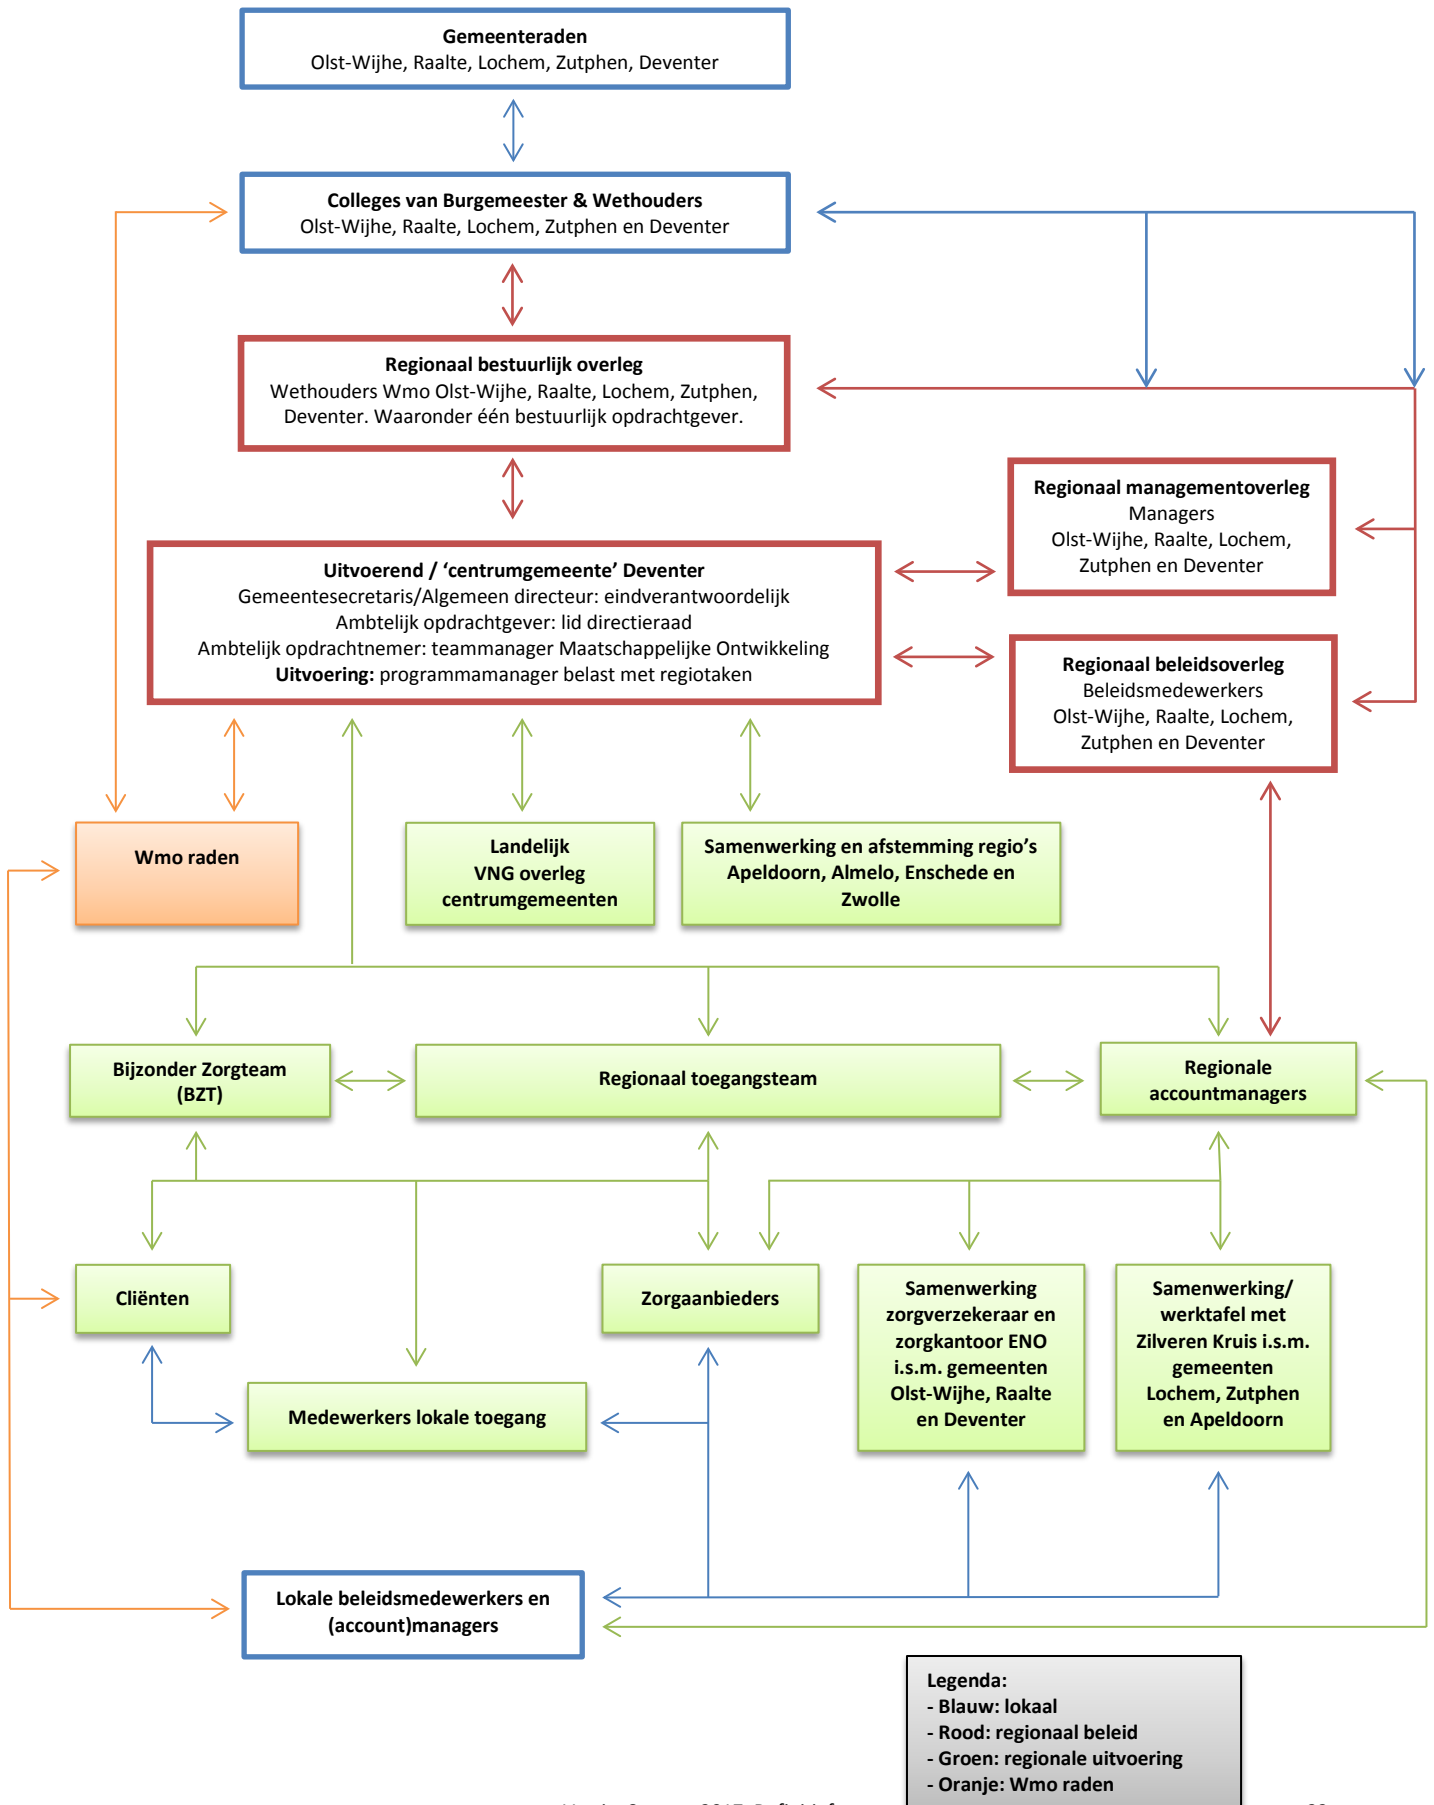 Gemeenteraden
Olst-Wijhe, Raalte, Lochem, Zutphen, Deventer
Colleges van Burgemeester & Wethouders
Olst-Wijhe, Raalte, Lochem, Zutphen en Deventer
Regionaal bestuurlijk overleg
Wethouders Wmo Olst-Wijhe, Raalte, Lochem, Zutphen,
Deventer. Waaronder één bestuurlijk opdrachtgever.
Regionaal managementoverleg
Managers
Olst-Wijhe, Raalte, Lochem,
Zutphen en Deventer
Uitvoerend / ‘centrumgemeente’ Deventer
Gemeentesecretaris/Algemeen directeur: eindverantwoordelijk
Ambtelijk opdrachtgever: lid directieraad
Ambtelijk opdrachtnemer: teammanager Maatschappelijke Ontwikkeling
Uitvoering: programmamanager belast met regiotaken
Regionaal beleidsoverleg
Beleidsmedewerkers
Olst-Wijhe, Raalte, Lochem,
Zutphen en Deventer
Wmo raden
Landelijk
VNG overleg
centrumgemeenten
Samenwerking en afstemming regio’s
Apeldoorn, Almelo, Enschede en
Zwolle
Bijzonder Zorgteam
(BZT)
Regionaal toegangsteam
Regionale
accountmanagers
Cliënten
Zorgaanbieders
Samenwerking
zorgverzekeraar en
zorgkantoor ENO
i.s.m. gemeenten
Olst-Wijhe, Raalte
en Deventer
Samenwerking/
werktafel met
Zilveren Kruis i.s.m.
gemeenten
Lochem, Zutphen
en Apeldoorn
Medewerkers lokale toegang
Lokale beleidsmedewerkers en
(account)managers
Legenda:
- Blauw: lokaal
- Rood: regionaal beleid
- Groen: regionale uitvoering
- Oranje: Wmo raden